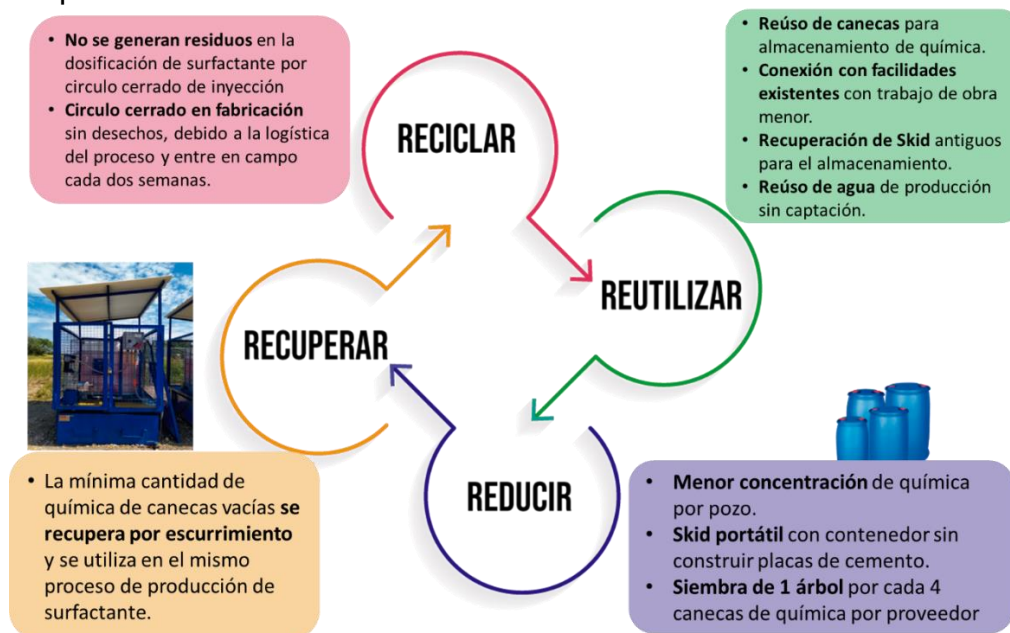 • No se generan residuos en la
dosificación de surfactante por
circulo cerrado de inyección
• Circulo cerrado en fabricación
sin desechos, debido a la logística
del proceso y entre en campo
cada dos semanas.
• Reúso de canecas para
almacenamiento de química.
• Conexión con facilidades
existentes con trabajo de obra
menor.
• Recuperación de Skid antiguos
para el almacenamiento.
• Reúso de agua de producción
sin captación.
RECICLAR
REUTILIZAR
RECUPERAR
REDUCIR
• La mínima cantidad de
química de canecas vacías se
recupera por escurrimiento
y se utiliza en el mismo
proceso de producción de
surfactante.
• Menor concentración de química
por pozo.
• Skid portátil con contenedor sin
construir placas de cemento.
• Siembra de 1 árbol por cada 4
canecas de química por proveedor